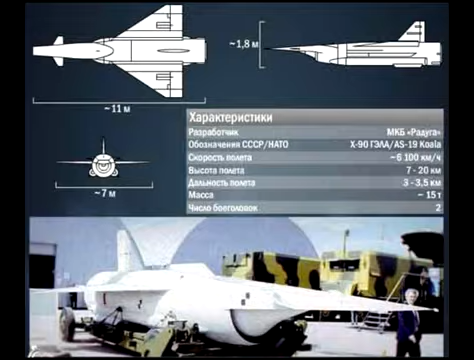 ~1,8 м
~ 11 м
~7 м
Характеристики
Разработчик МКБ «Радуга»
Обозначения СССР/НАТО Х-90 ГЭЛА/AS-19 Koala
Скорость полета ~6 100 км/ч
Высота полета 7 - 20 км
Дальность полета 3 - 3,5 км
Масса ~ 15 т
Число боеголовок 2